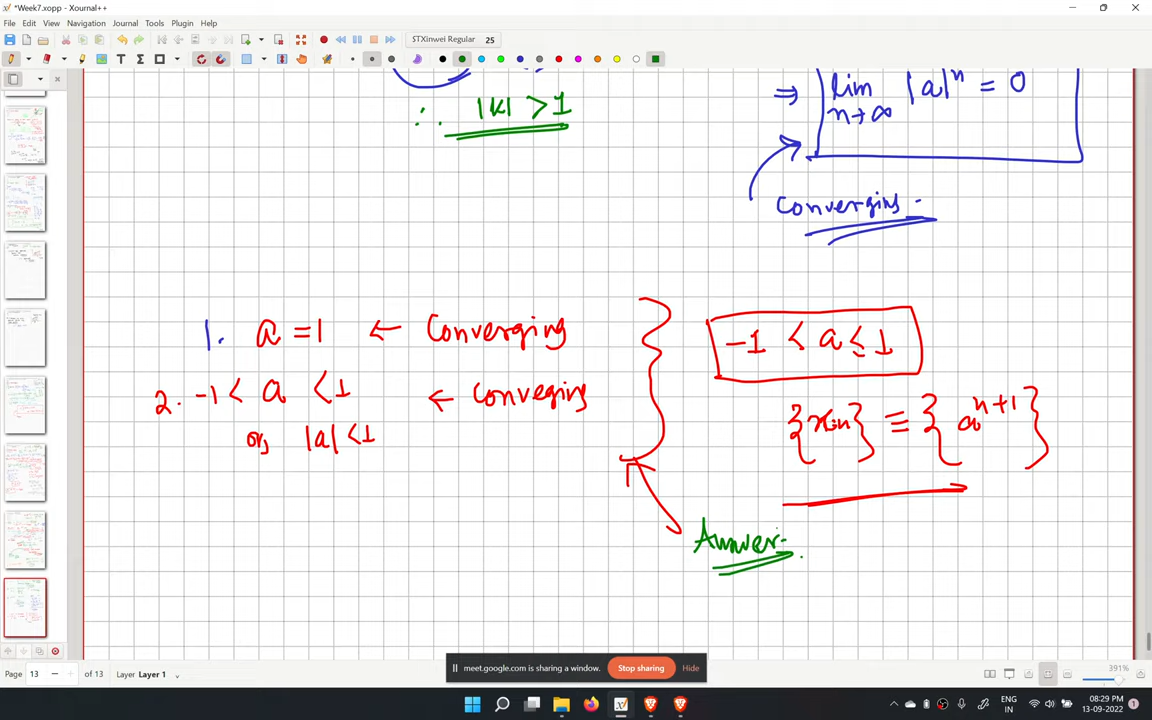 *Week7.xopp - Xournal++
File Edit View Navigation Journal Tools Plugin Help
STXinwei Regular 25
∴ |k| > 1
⇒ lim n→∞ |a|^n = 0
Converging
1. a = 1 ← Converging
2. -1 < a < 1 ← Conveging
or, |a| < 1
-1 < a ≤ 1
{xn} ≡ {a^n+1}
Answer
meet.google.com is sharing a window. Stop sharing Hide
Page 13 of 13 Layer Layer 1
391%
ENG IN
08:29 PM
13-09-2022